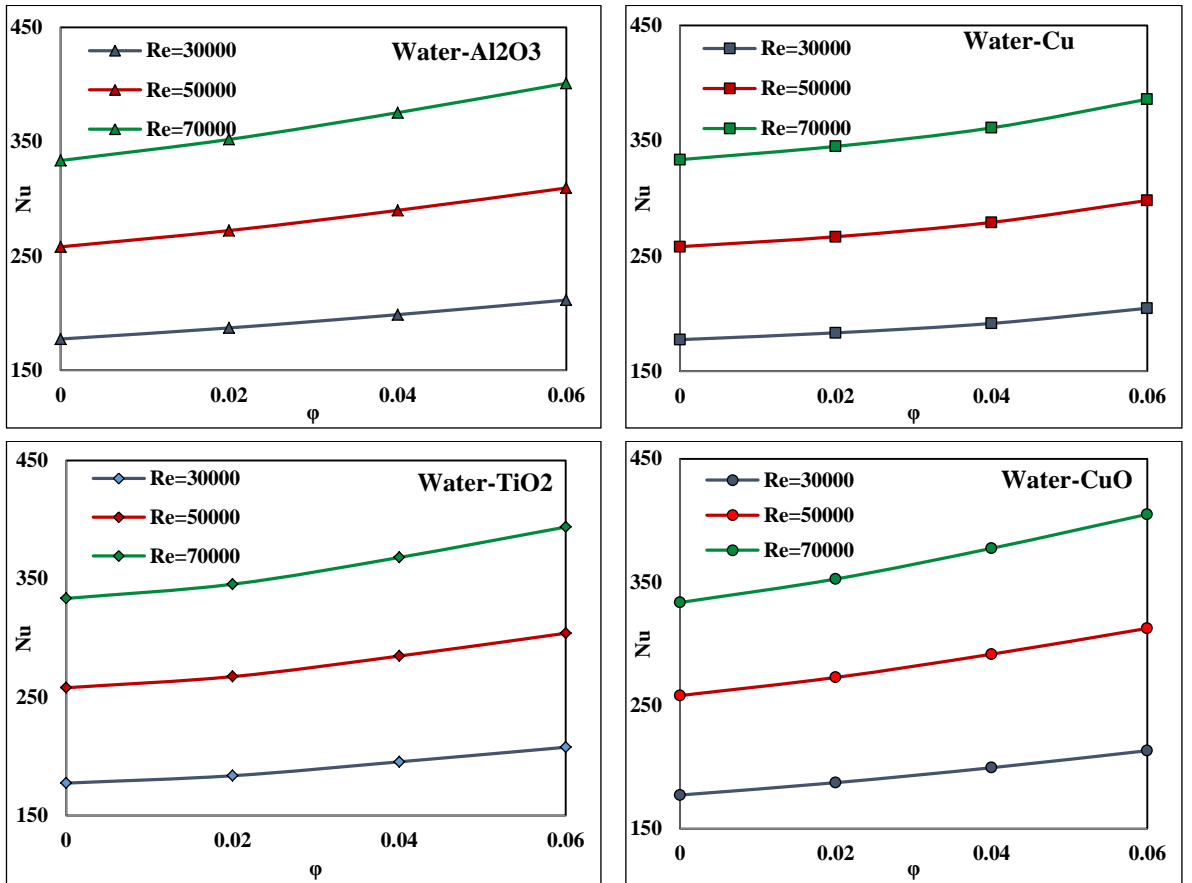 Water-Al2O3
Re=30000
Re=50000
Re=70000
450
350
250
150
Nu
0
0.02
0.04
0.06
φ
Water-Cu
Re=30000
Re=50000
Re=70000
450
350
250
150
Nu
0
0.02
0.04
0.06
φ
Water-TiO2
Re=30000
Re=50000
Re=70000
450
350
250
150
Nu
0
0.02
0.04
0.06
φ
Water-CuO
Re=30000
Re=50000
Re=70000
450
350
250
150
Nu
0
0.02
0.04
0.06
φ